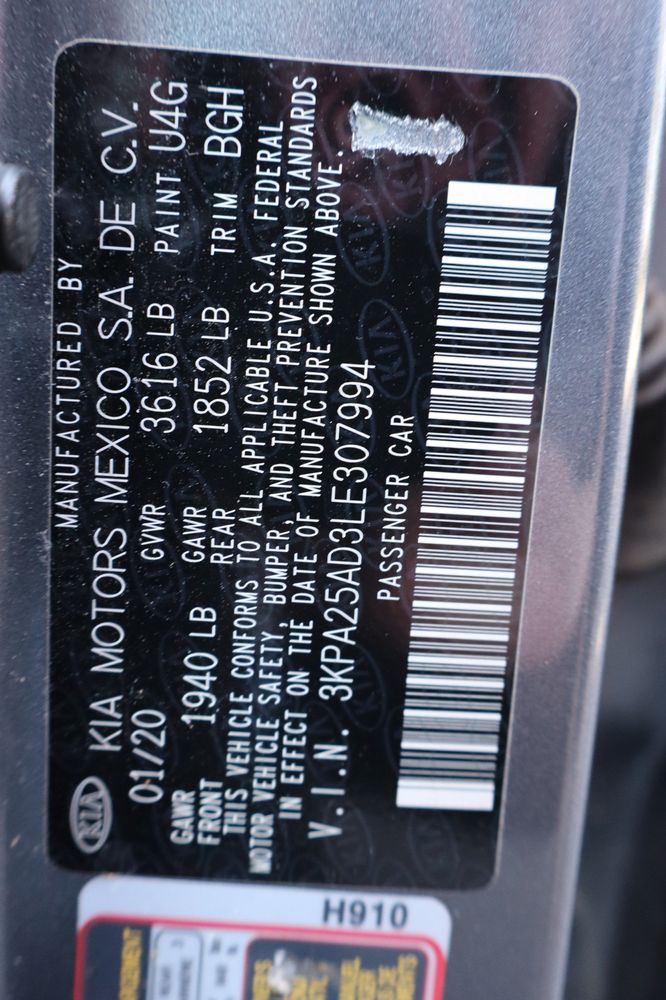 MANUFACTURED BY
KIA KIA MOTORS MEXICO S.A. DE C.V.
01/20 GVWR 3616 LB PAINT U4G
GAWR FRONT 1940 LB GAWR REAR 1852 LB TRIM BGH
THIS VEHICLE CONFORMS TO ALL APPLICABLE U.S.A. FEDERAL
MOTOR VEHICLE SAFETY, BUMPER, AND THEFT PREVENTION STANDARDS
IN EFFECT ON THE DATE OF MANUFACTURE SHOWN ABOVE.
V.I.N. 3KPA25AD3LE307994
PASSENGER CAR
H910